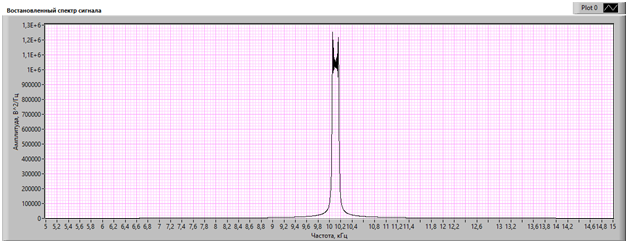 Востановленный спектр сигнала
Plot 0
Амплитуда, В^2/Гц
1,3E+6
1,2E+6
1,1E+6
1E+6
900000
800000
700000
600000
500000
400000
300000
200000
100000
0
5 5,2 5,4 5,6 5,8 6 6,2 6,4 6,6 6,8 7 7,2 7,4 7,6 7,8 8 8,2 8,4 8,6 8,8 9 9,2 9,4 9,6 9,8 10 10,2 10,4 10,8 11 11,2 11,4 11,8 12 12,2 12,6 13 13,2 13,6 13,8 14 14,2 14,6 14,8 15
Частота, кГц